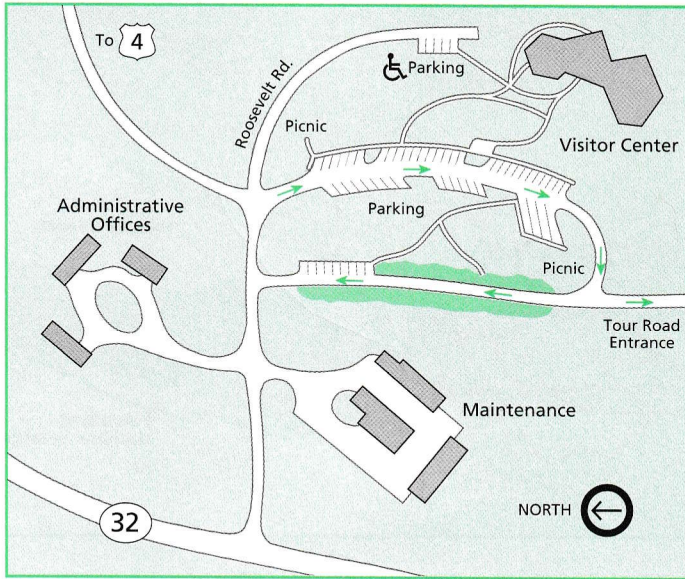 To 4
Roosevelt Rd.
Parking
Picnic
Visitor Center
Administrative
Offices
Parking
Picnic
Tour Road
Entrance
Maintenance
32
NORTH